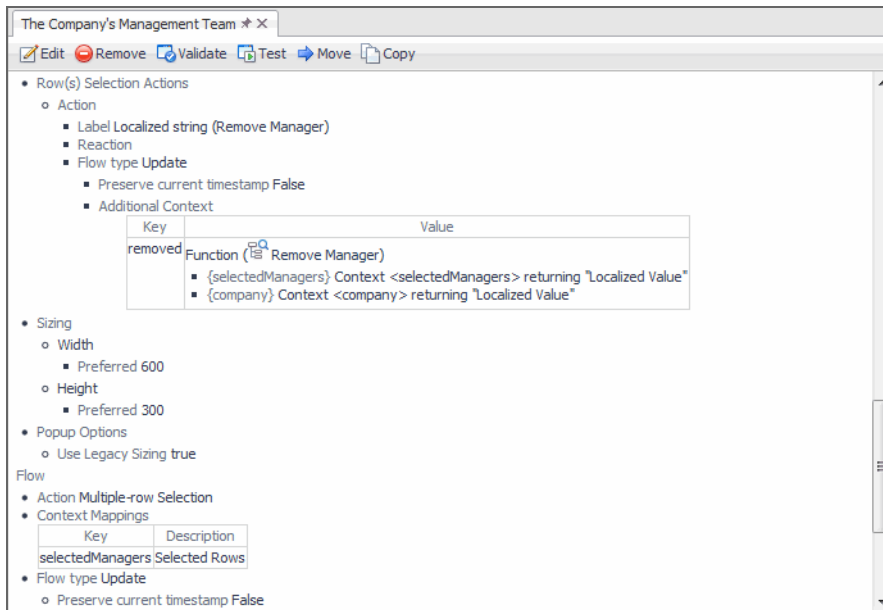 The Company's Management Team
Edit Remove Validate Test Move Copy
Row(s) Selection Actions
Action
Label Localized string (Remove Manager)
Reaction
Flow type Update
Preserve current timestamp False
Additional Context
Key Value
removed Function ( Remove Manager)
{selectedManagers} Context <selectedManagers> returning "Localized Value"
{company} Context <company> returning "Localized Value"
Sizing
Width
Preferred 600
Height
Preferred 300
Popup Options
Use Legacy Sizing true
Flow
Action Multiple-row Selection
Context Mappings
Key Description
selectedManagers Selected Rows
Flow type Update
Preserve current timestamp False